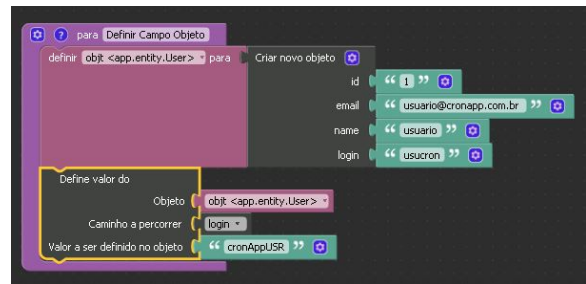 ? para Definir Campo Objeto
definir objt <app.entity.User> para Criar novo objeto
id “ 1 ”
email “ usuario@cronapp.com.br ”
name “ usuario ”
login “ usucron ”
Define valor do
Objeto objt <app.entity.User>
Caminho a percorrer login
Valor a ser definido no objeto “ cronAppUSR ”